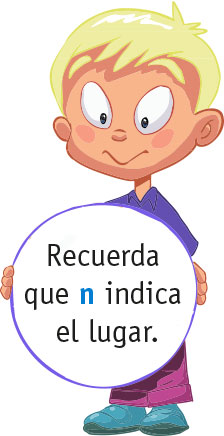 Recuerda
que n indica
el lugar.